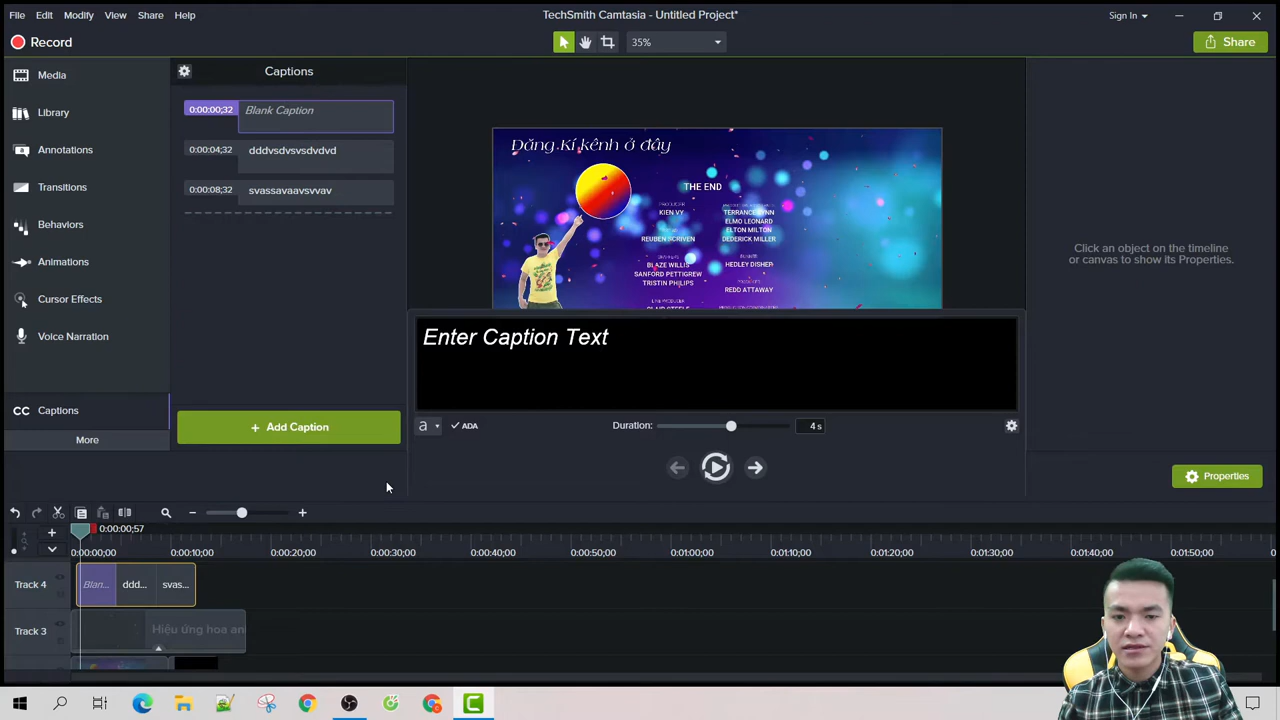 File Edit Modify View Share Help
TechSmith Camtasia - Untitled Project*
Sign In
Record
35%
Share
Media
Library
Annotations
Transitions
Behaviors
Animations
Cursor Effects
Voice Narration
CC Captions
More
Captions
0:00:00;32 Blank Caption
0:00:04;32 dddvsdvsvsdvdvd
0:00:08;32 svassavaavsvvav
+ Add Caption
Đăng Kí kênh ở đây
THE END
PRODUCER
KIEN VY
REUBEN SCRIVEN
BLAZE WILLIS
SANFORD PETTIGREW
TRISTIN PHILIPS
TERRANCE BYNN
ELMO LEONARD
ELTON MILTON
DEDERICK MILLER
HEDLEY DISHER
REDD ATTAWAY
Click an object on the timeline
or canvas to show its Properties.
Enter Caption Text
a ADA
Duration: 4 s
Properties
0:00:00;57
0:00:00;00 0:00:10;00 0:00:20;00 0:00:30;00 0:00:40;00 0:00:50;00 0:01:00;00 0:01:10;00 0:01:20;00 0:01:30;00 0:01:40;00 0:01:50;00
Track 4 Blan... ddd... svas...
Track 3 Hiệu ứng hoa an